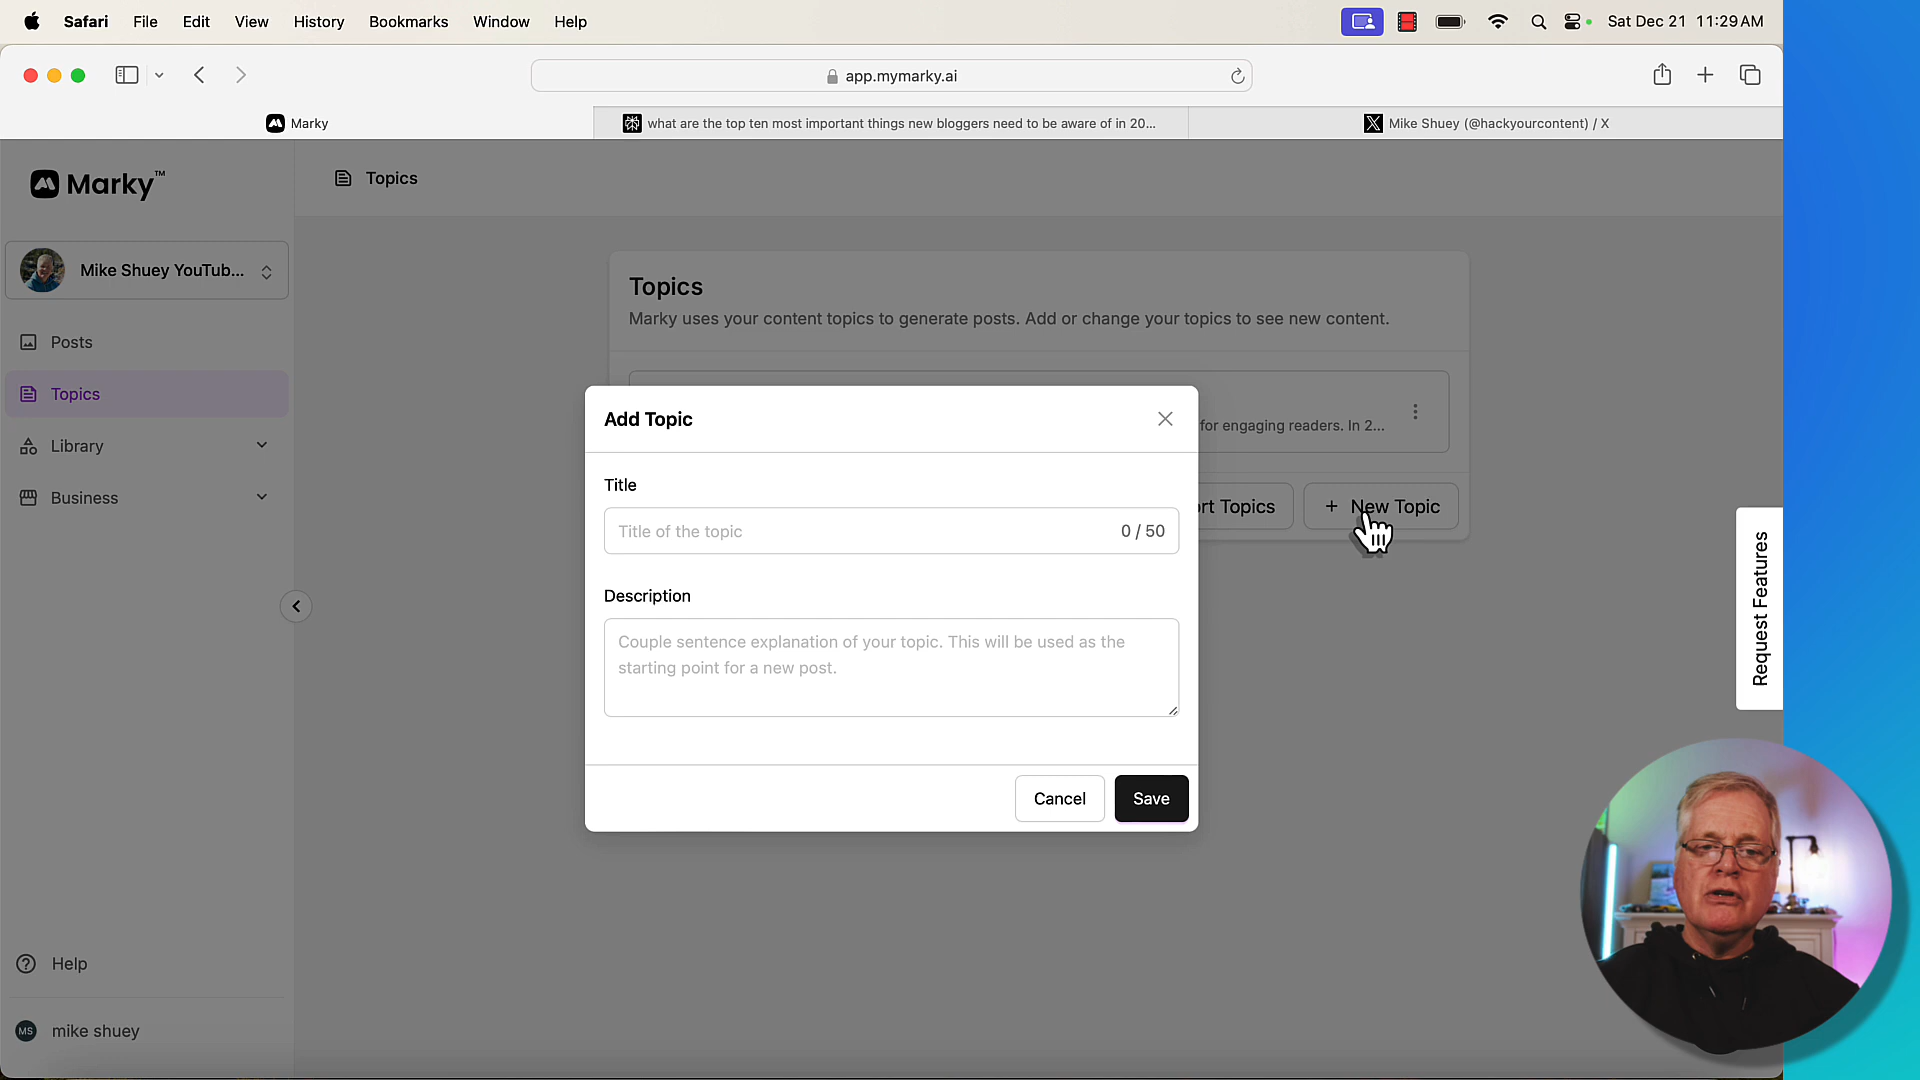 Safari File Edit View History Bookmarks Window Help Sat Dec 21 11:29 AM
app.mymarky.ai
Marky
what are the top ten most important things new bloggers need to be aware of in 20...
Mike Shuey (@hackyourcontent) / X
Marky™
Topics
Mike Shuey YouTub...
Posts
Topics
Library
Business
Help
MS mike shuey
Topics
Marky uses your content topics to generate posts. Add or change your topics to see new content.
for engaging readers. In 2...
rt Topics
+ New Topic
Add Topic
Title
Title of the topic 0 / 50
Description
Couple sentence explanation of your topic. This will be used as the
starting point for a new post.
Cancel Save
Request Features